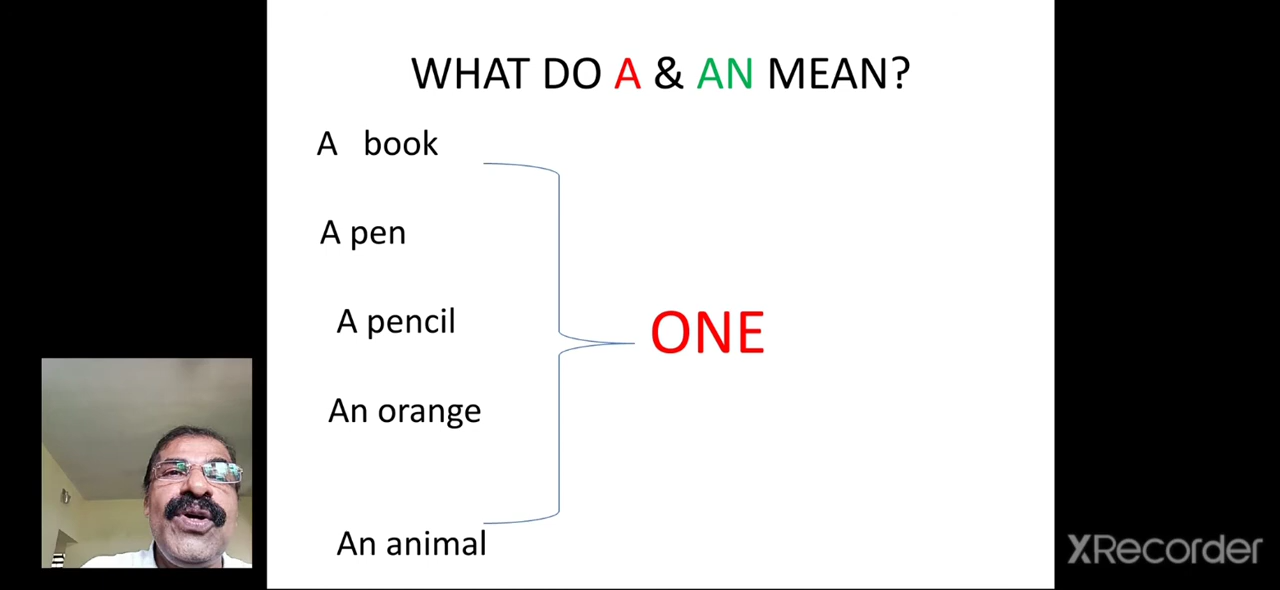 WHAT DO A & AN MEAN?
A book
A pen
A pencil
ONE
An orange
An animal
XRecorder